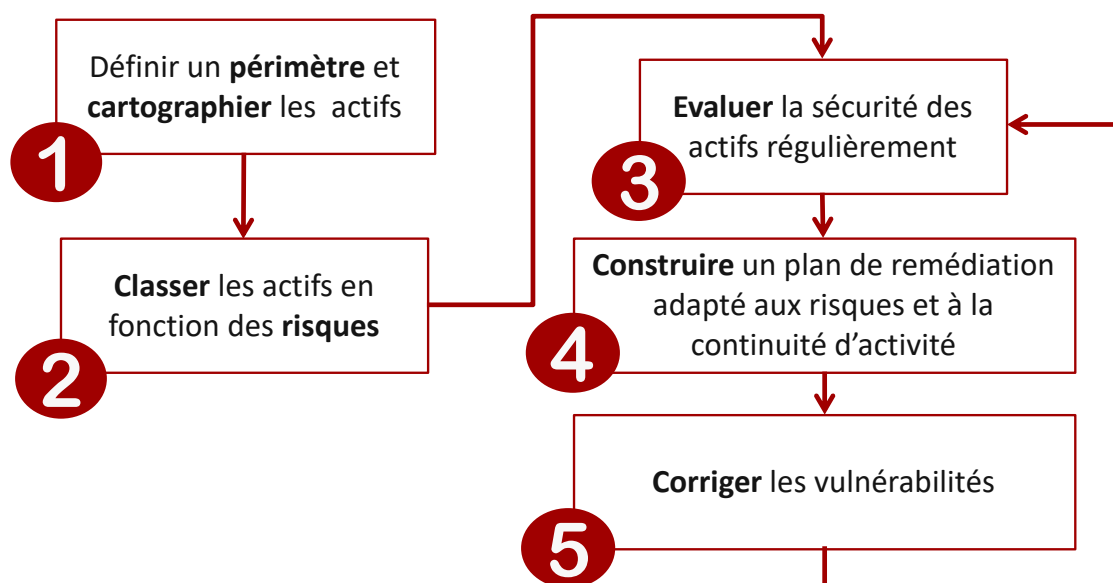 1
Définir un périmètre et
cartographier les actifs
2
Classer les actifs en
fonction des risques
3
Evaluer la sécurité des
actifs régulièrement
4
Construire un plan de remédiation
adapté aux risques et à la
continuité d’activité
5
Corriger les vulnérabilités